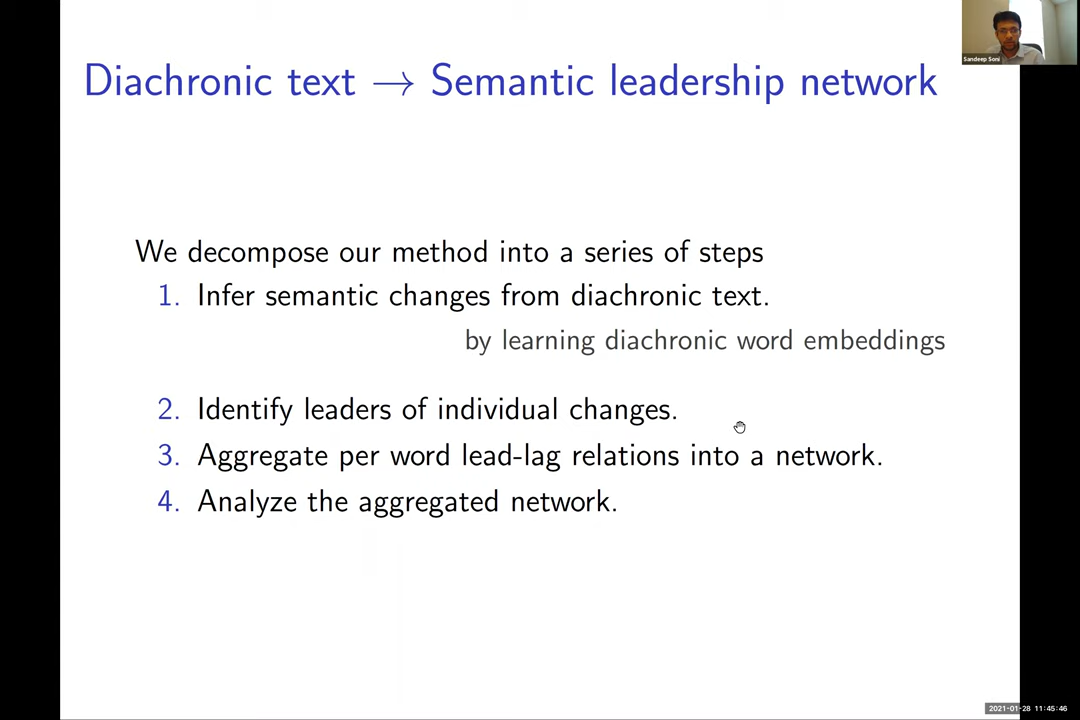 Sandeep Soni
Diachronic text → Semantic leadership network
We decompose our method into a series of steps
1. Infer semantic changes from diachronic text.
by learning diachronic word embeddings
2. Identify leaders of individual changes.
3. Aggregate per word lead-lag relations into a network.
4. Analyze the aggregated network.
2021-01-28 11:45:46